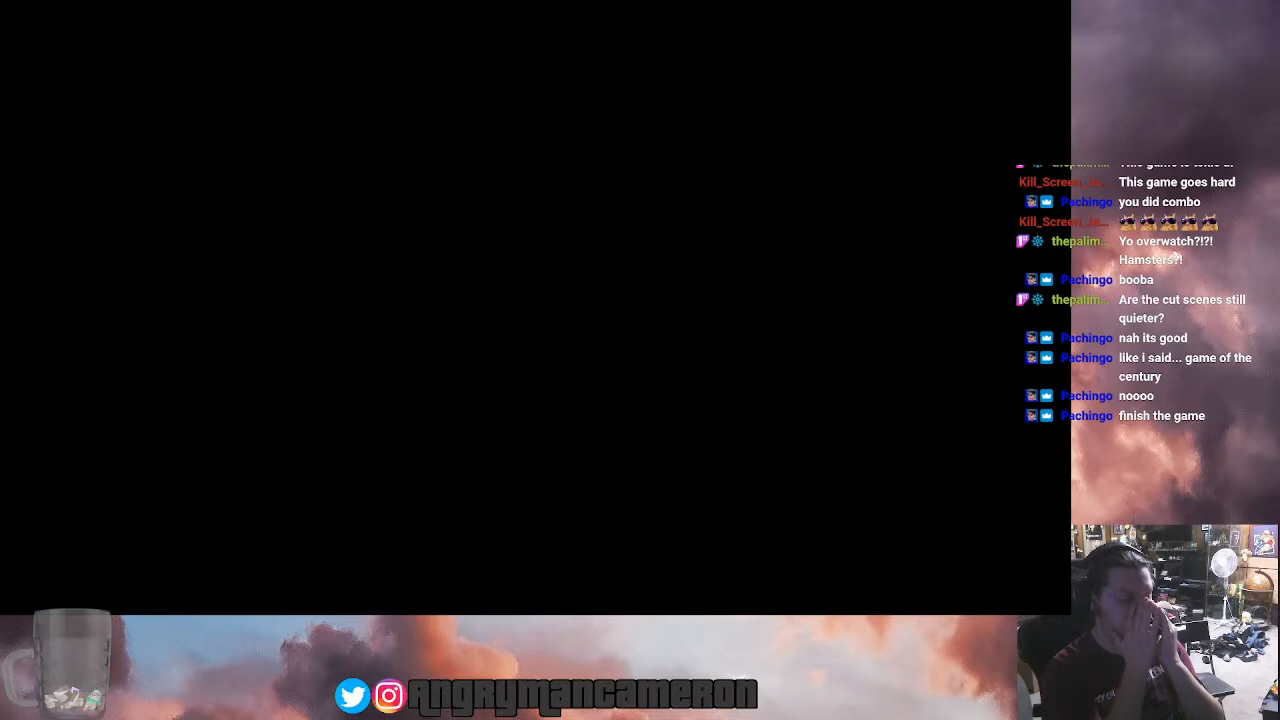 Kill_Screen_ This game goes hard
Pachingo you did combo
Kill_Screen_
thepalim... Yo overwatch?!?!
Hamsters?!
Pachingo booba
thepalim... Are the cut scenes still
quieter?
Pachingo nah its good
Pachingo like i said... game of the
century
Pachingo noooo
Pachingo finish the game
Angrymancameron